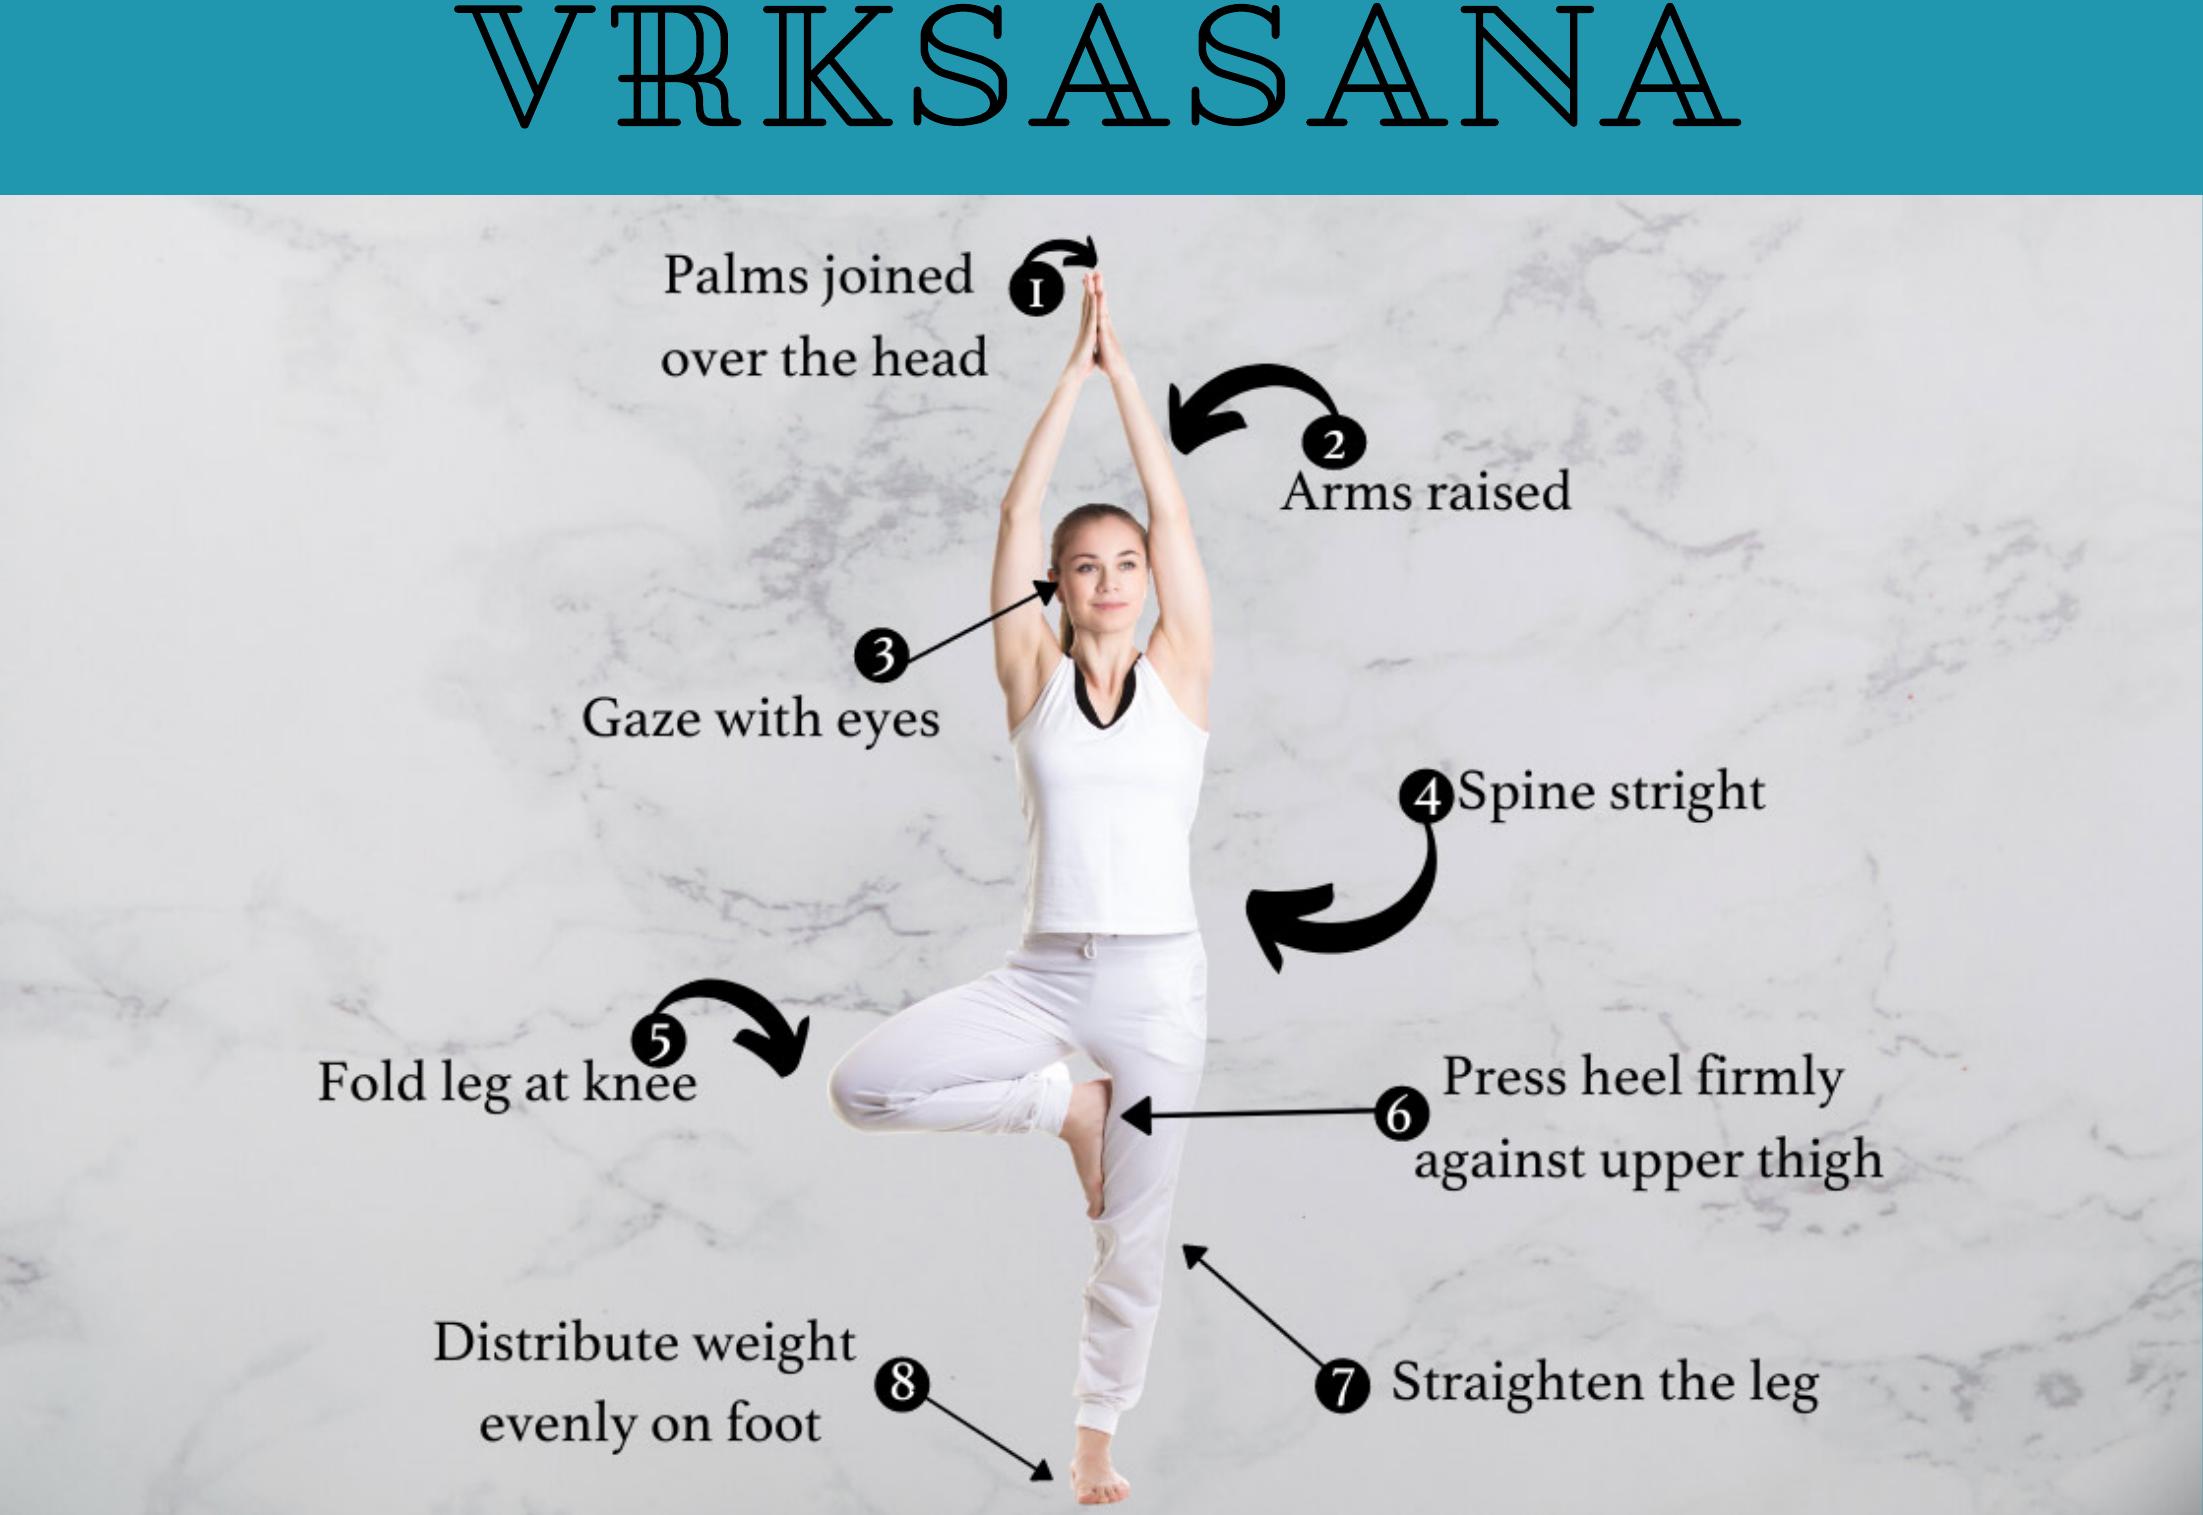 VRKSASANA
1
Palms joined
over the head
2
Arms raised
3
Gaze with eyes
4 Spine stright
5
Fold leg at knee
6
Press heel firmly
against upper thigh
7 Straighten the leg
8
Distribute weight
evenly on foot